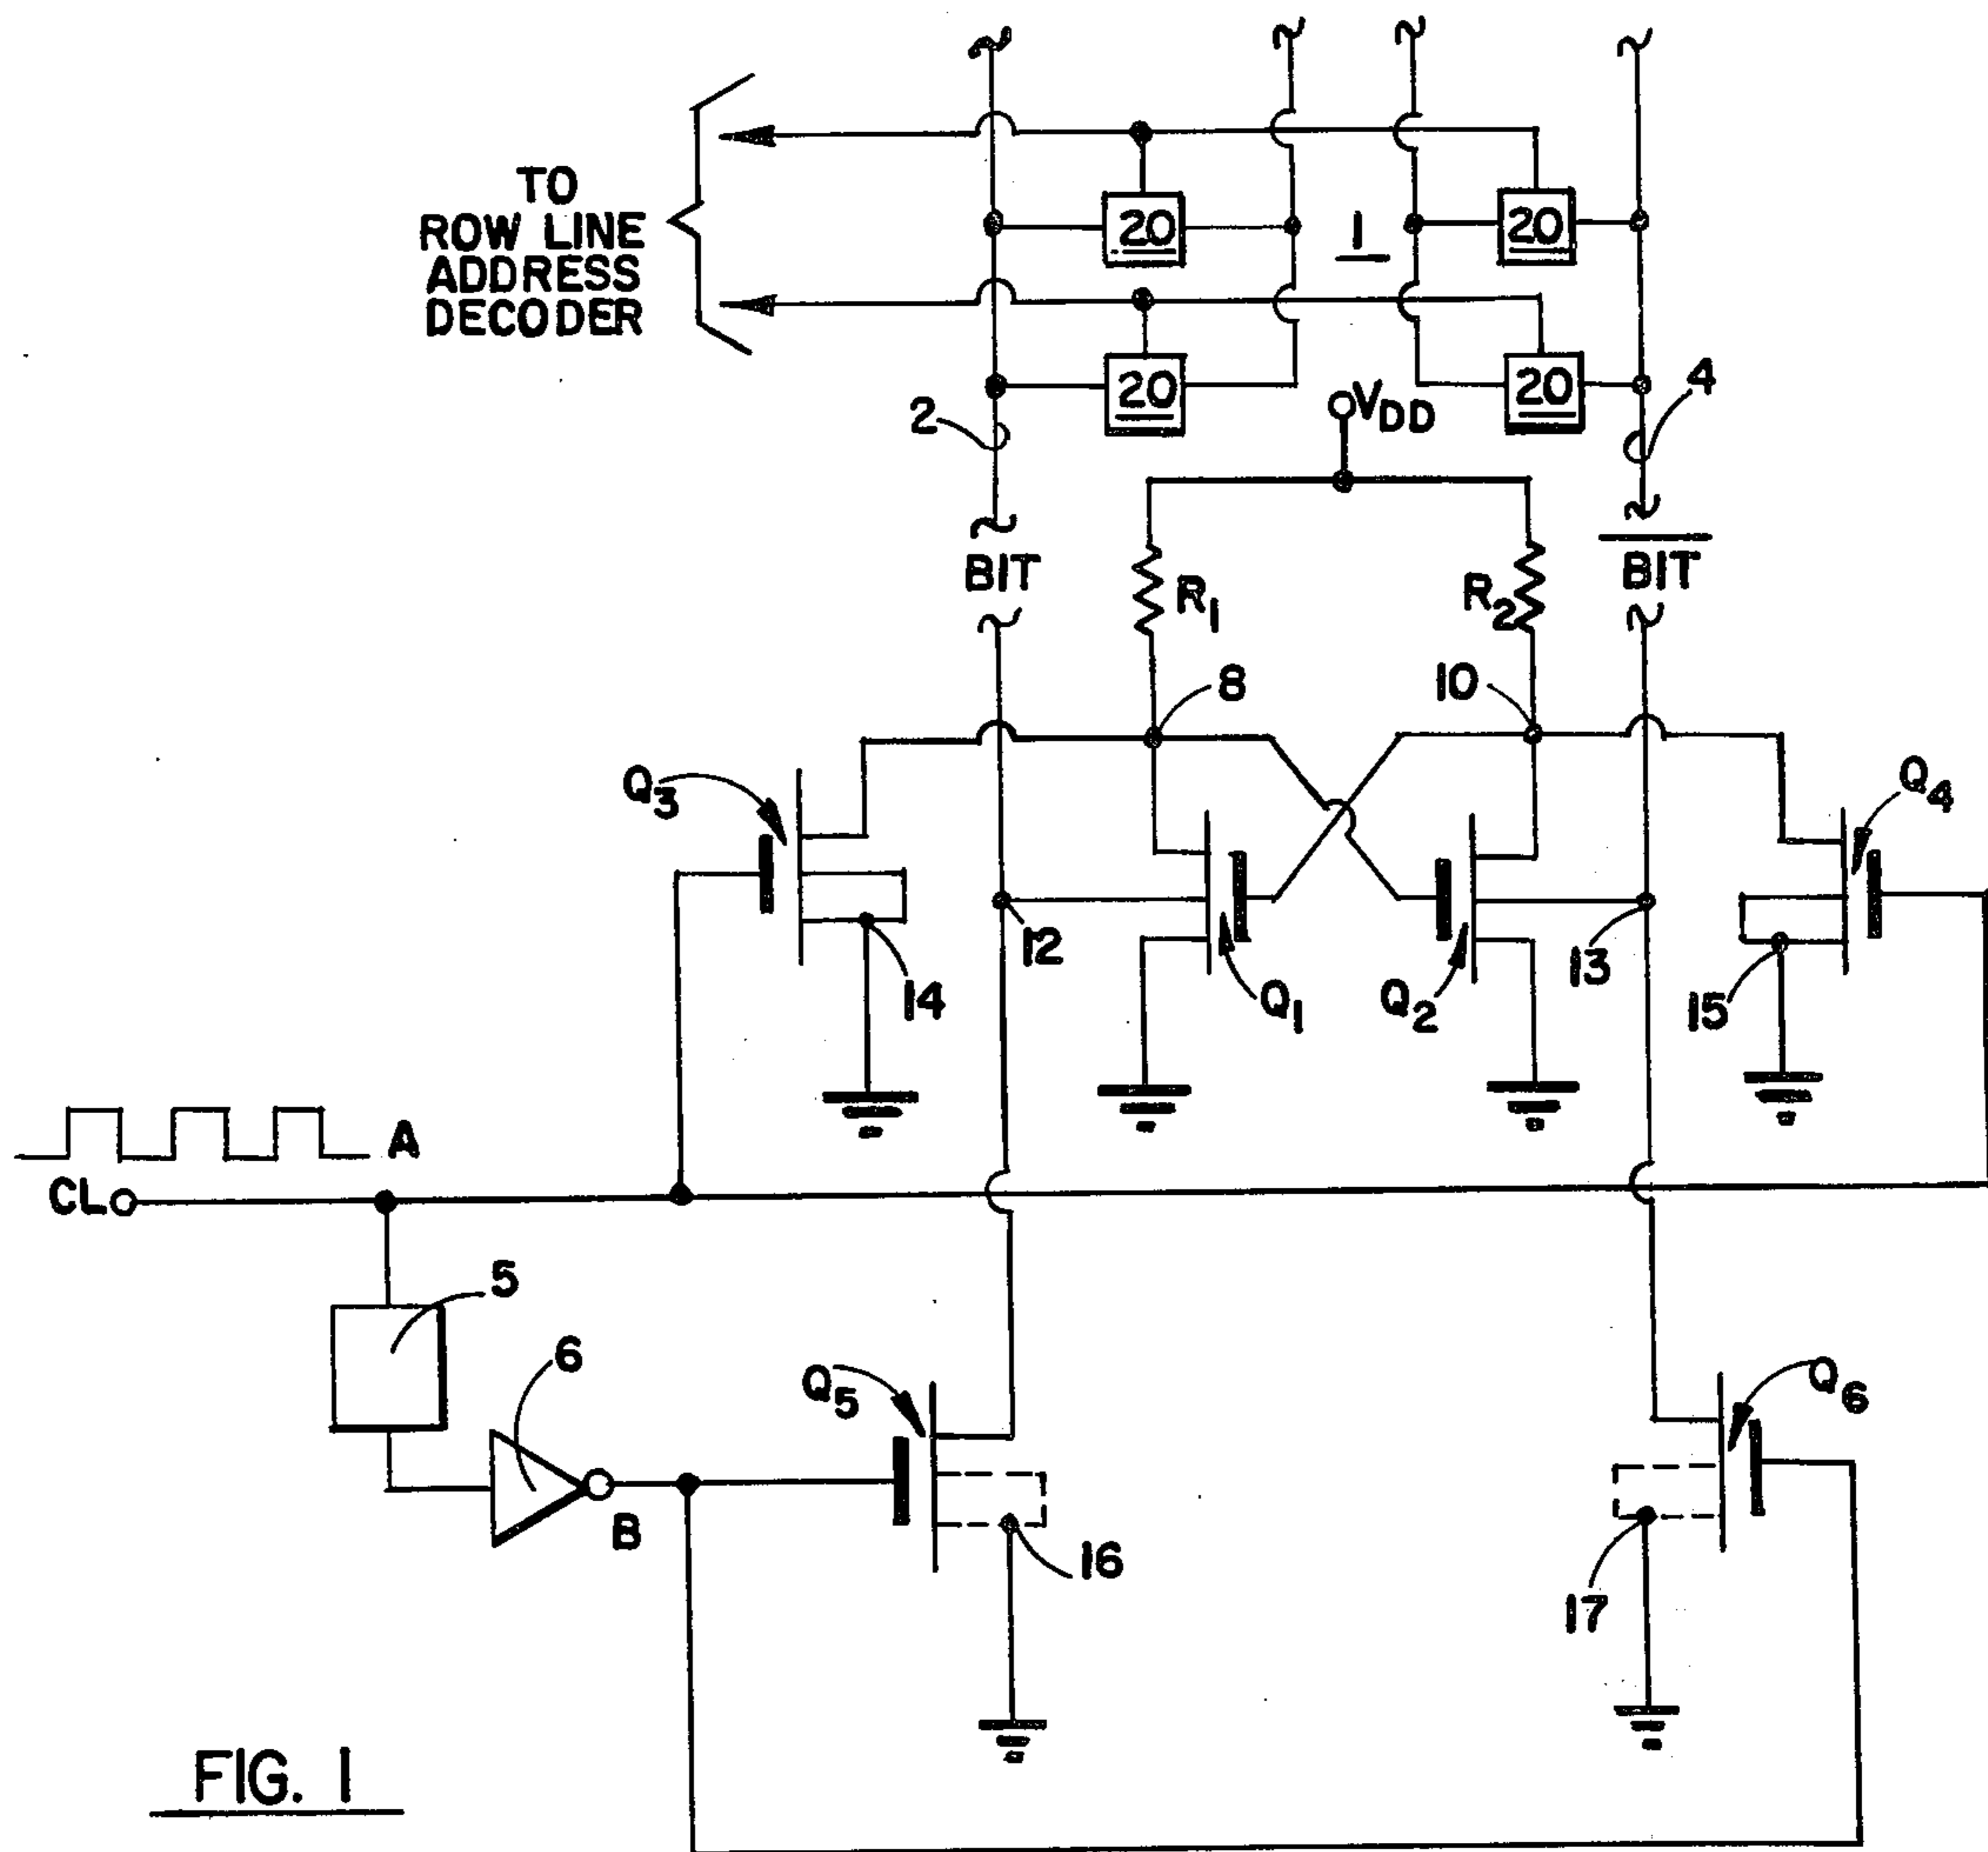 TO
ROW LINE
ADDRESS
DECODER
20
1
20
20
20
2
4
VDD
BIT
BIT
R1
R2
8
10
Q3
Q4
12
13
14
15
Q1
Q2
A
CL
5
6
Q5
Q6
B
16
17
FIG. 1